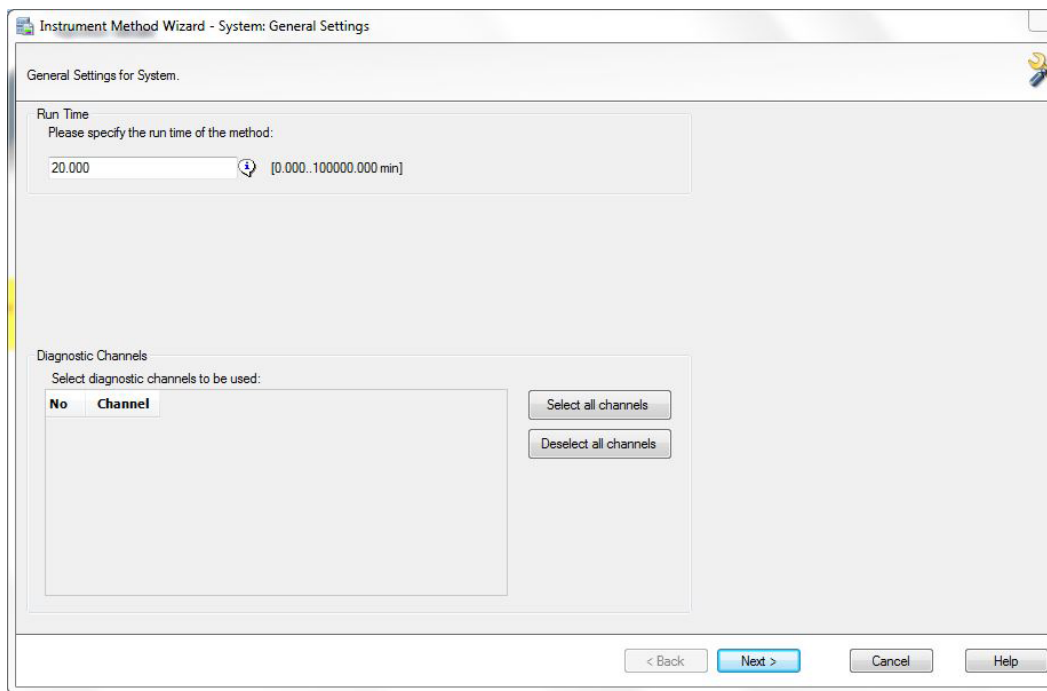 Instrument Method Wizard - System: General Settings
General Settings for System.
Run Time
Please specify the run time of the method:
20.000 [0.000..100000.000 min]
Diagnostic Channels
Select diagnostic channels to be used:
No Channel
Select all channels
Deselect all channels
< Back Next > Cancel Help